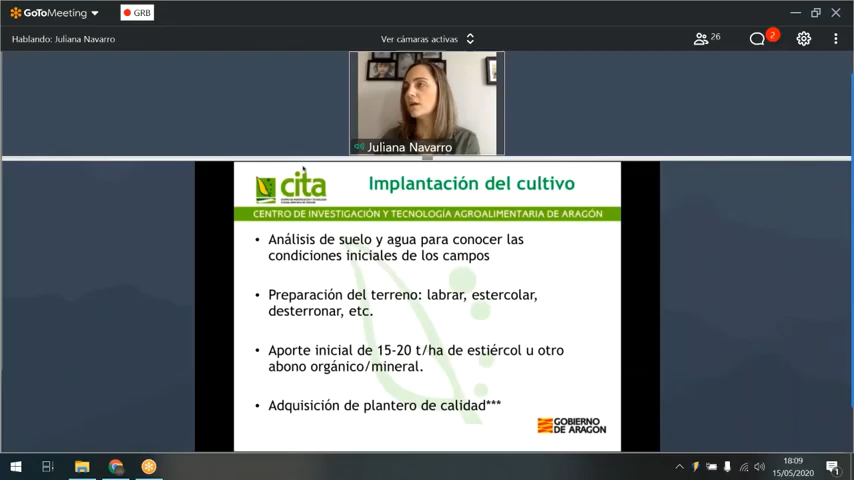 GoToMeeting
GRB
Hablando: Juliana Navarro
Ver cámaras activas
26
2
Juliana Navarro
cita
Implantación del cultivo
CENTRO DE INVESTIGACIÓN Y TECNOLOGÍA AGROALIMENTARIA DE ARAGÓN
• Análisis de suelo y agua para conocer las
condiciones iniciales de los campos
• Preparación del terreno: labrar, estercolar,
desterronar, etc.
• Aporte inicial de 15-20 t/ha de estiércol u otro
abono orgánico/mineral.
• Adquisición de plantero de calidad***
GOBIERNO
DE ARAGON
18:09
15/05/2020
1